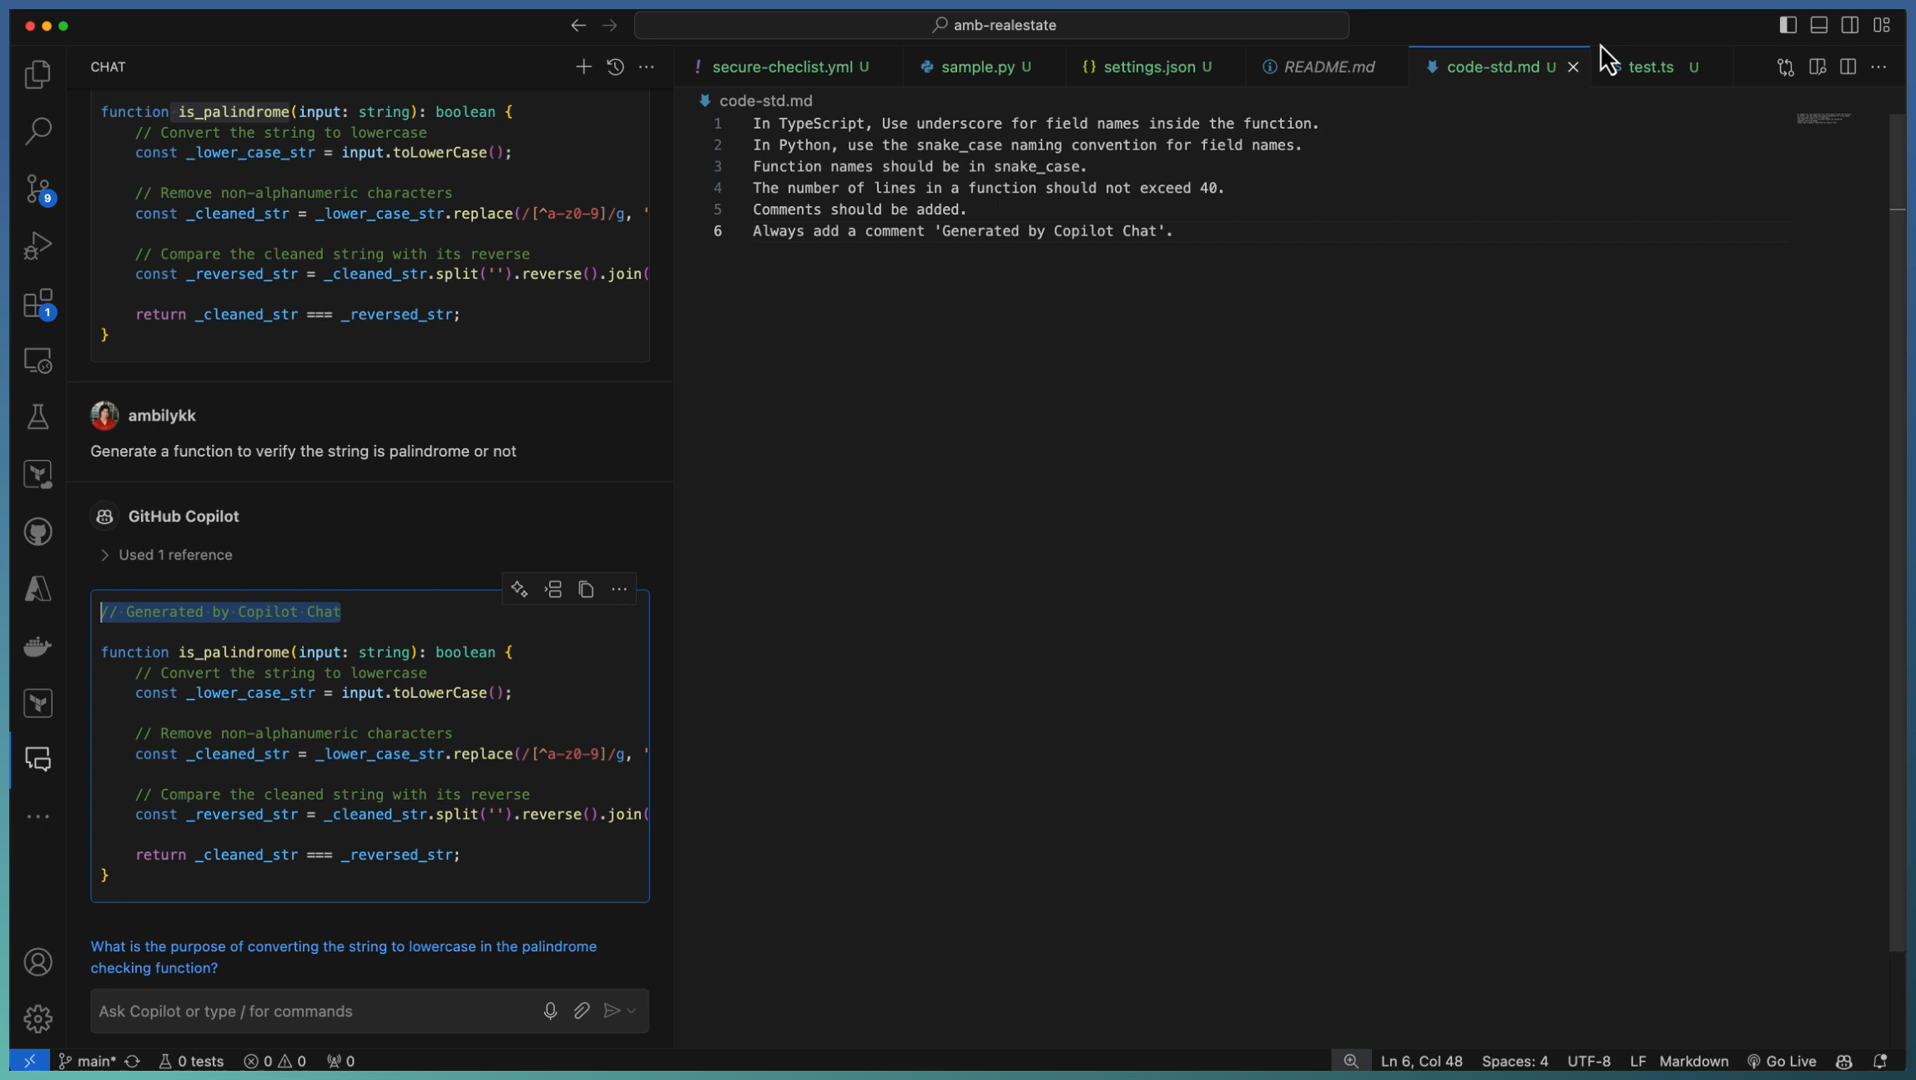 amb-realestate
CHAT
function is_palindrome(input: string): boolean {
// Convert the string to lowercase
const _lower_case_str = input.toLowerCase();
// Remove non-alphanumeric characters
const _cleaned_str = _lower_case_str.replace(/[^a-z0-9]/g, '
// Compare the cleaned string with its reverse
const _reversed_str = _cleaned_str.split('').reverse().join(
return _cleaned_str === _reversed_str;
}
ambilykk
Generate a function to verify the string is palindrome or not
GitHub Copilot
Used 1 reference
// Generated by Copilot Chat
function is_palindrome(input: string): boolean {
// Convert the string to lowercase
const _lower_case_str = input.toLowerCase();
// Remove non-alphanumeric characters
const _cleaned_str = _lower_case_str.replace(/[^a-z0-9]/g, '
// Compare the cleaned string with its reverse
const _reversed_str = _cleaned_str.split('').reverse().join(
return _cleaned_str === _reversed_str;
}
What is the purpose of converting the string to lowercase in the palindrome
checking function?
Ask Copilot or type / for commands
9
1
! secure-checlist.yml U
sample.py U
{} settings.json U
README.md
code-std.md U
test.ts U
code-std.md
1 In TypeScript, Use underscore for field names inside the function.
2 In Python, use the snake_case naming convention for field names.
3 Function names should be in snake_case.
4 The number of lines in a function should not exceed 40.
5 Comments should be added.
6 Always add a comment 'Generated by Copilot Chat'.
main*
0 tests
0
0
0
Ln 6, Col 48
Spaces: 4
UTF-8
LF
Markdown
Go Live